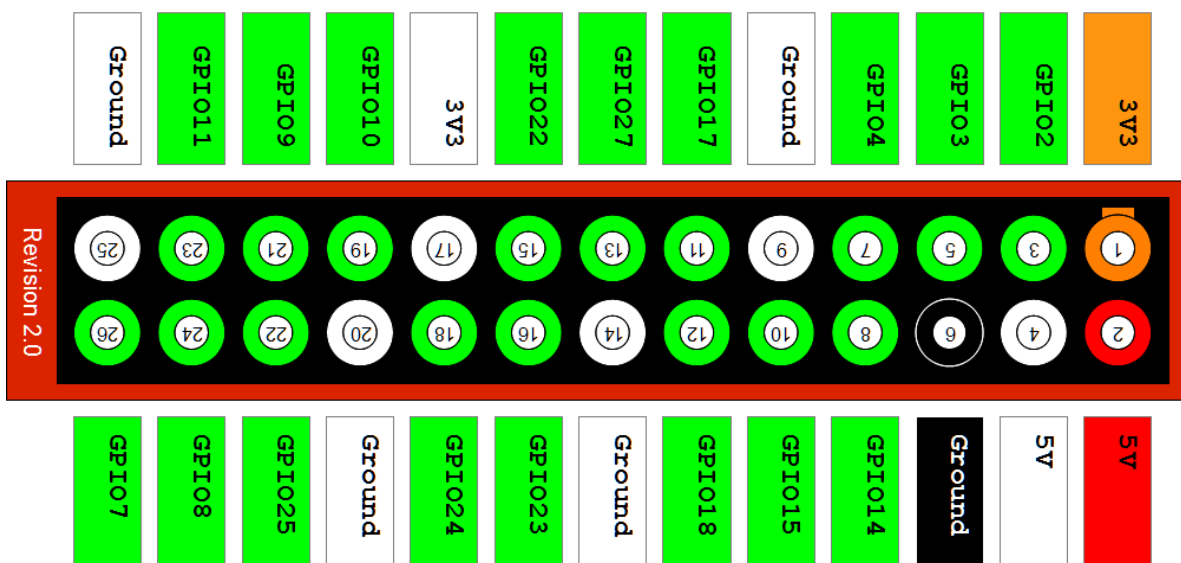 Ground
GPIO11
GPIO9
GPIO10
3V3
GPIO22
GPIO27
GPIO17
Ground
GPIO4
GPIO3
GPIO2
3V3
Revision 2.0
25
23
21
19
17
15
13
11
9
7
5
3
1
26
24
22
20
18
16
14
12
10
8
6
4
2
GPIO7
GPIO8
GPIO25
Ground
GPIO24
GPIO23
Ground
GPIO18
GPIO15
GPIO14
Ground
5V
5V